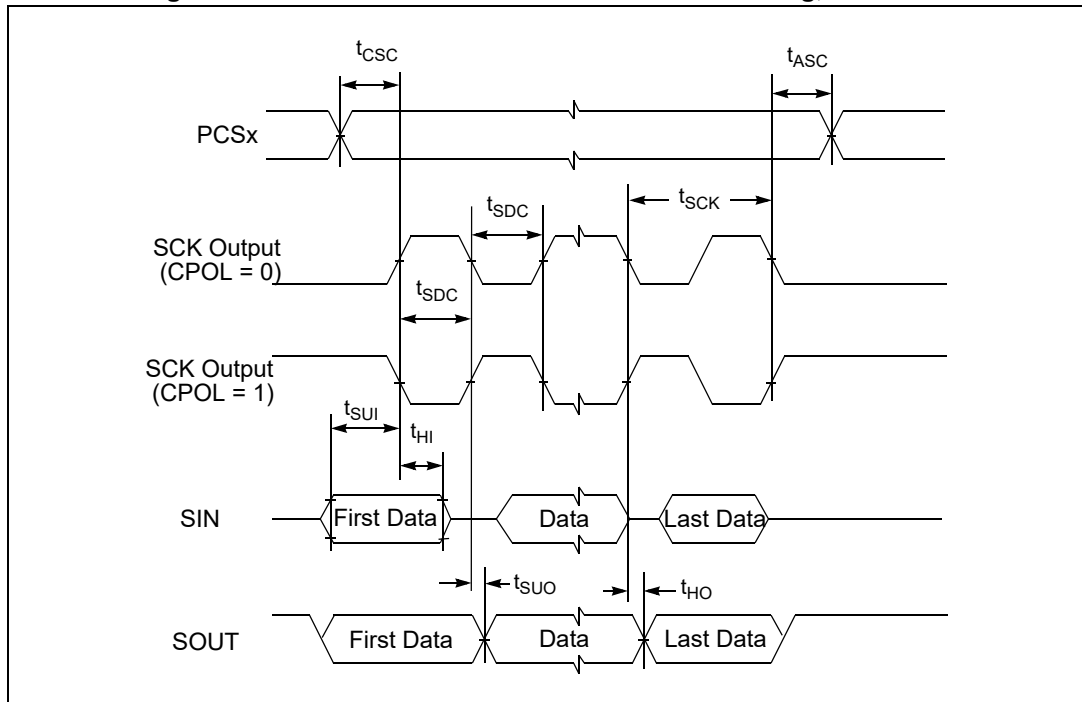 tCSC
tASC
PCSx
tSCK
tSDC
SCK Output
(CPOL = 0)
tSDC
SCK Output
(CPOL = 1)
tSUI
tHI
SIN
First Data
Data
Last Data
tSUO
tHO
SOUT
First Data
Data
Last Data